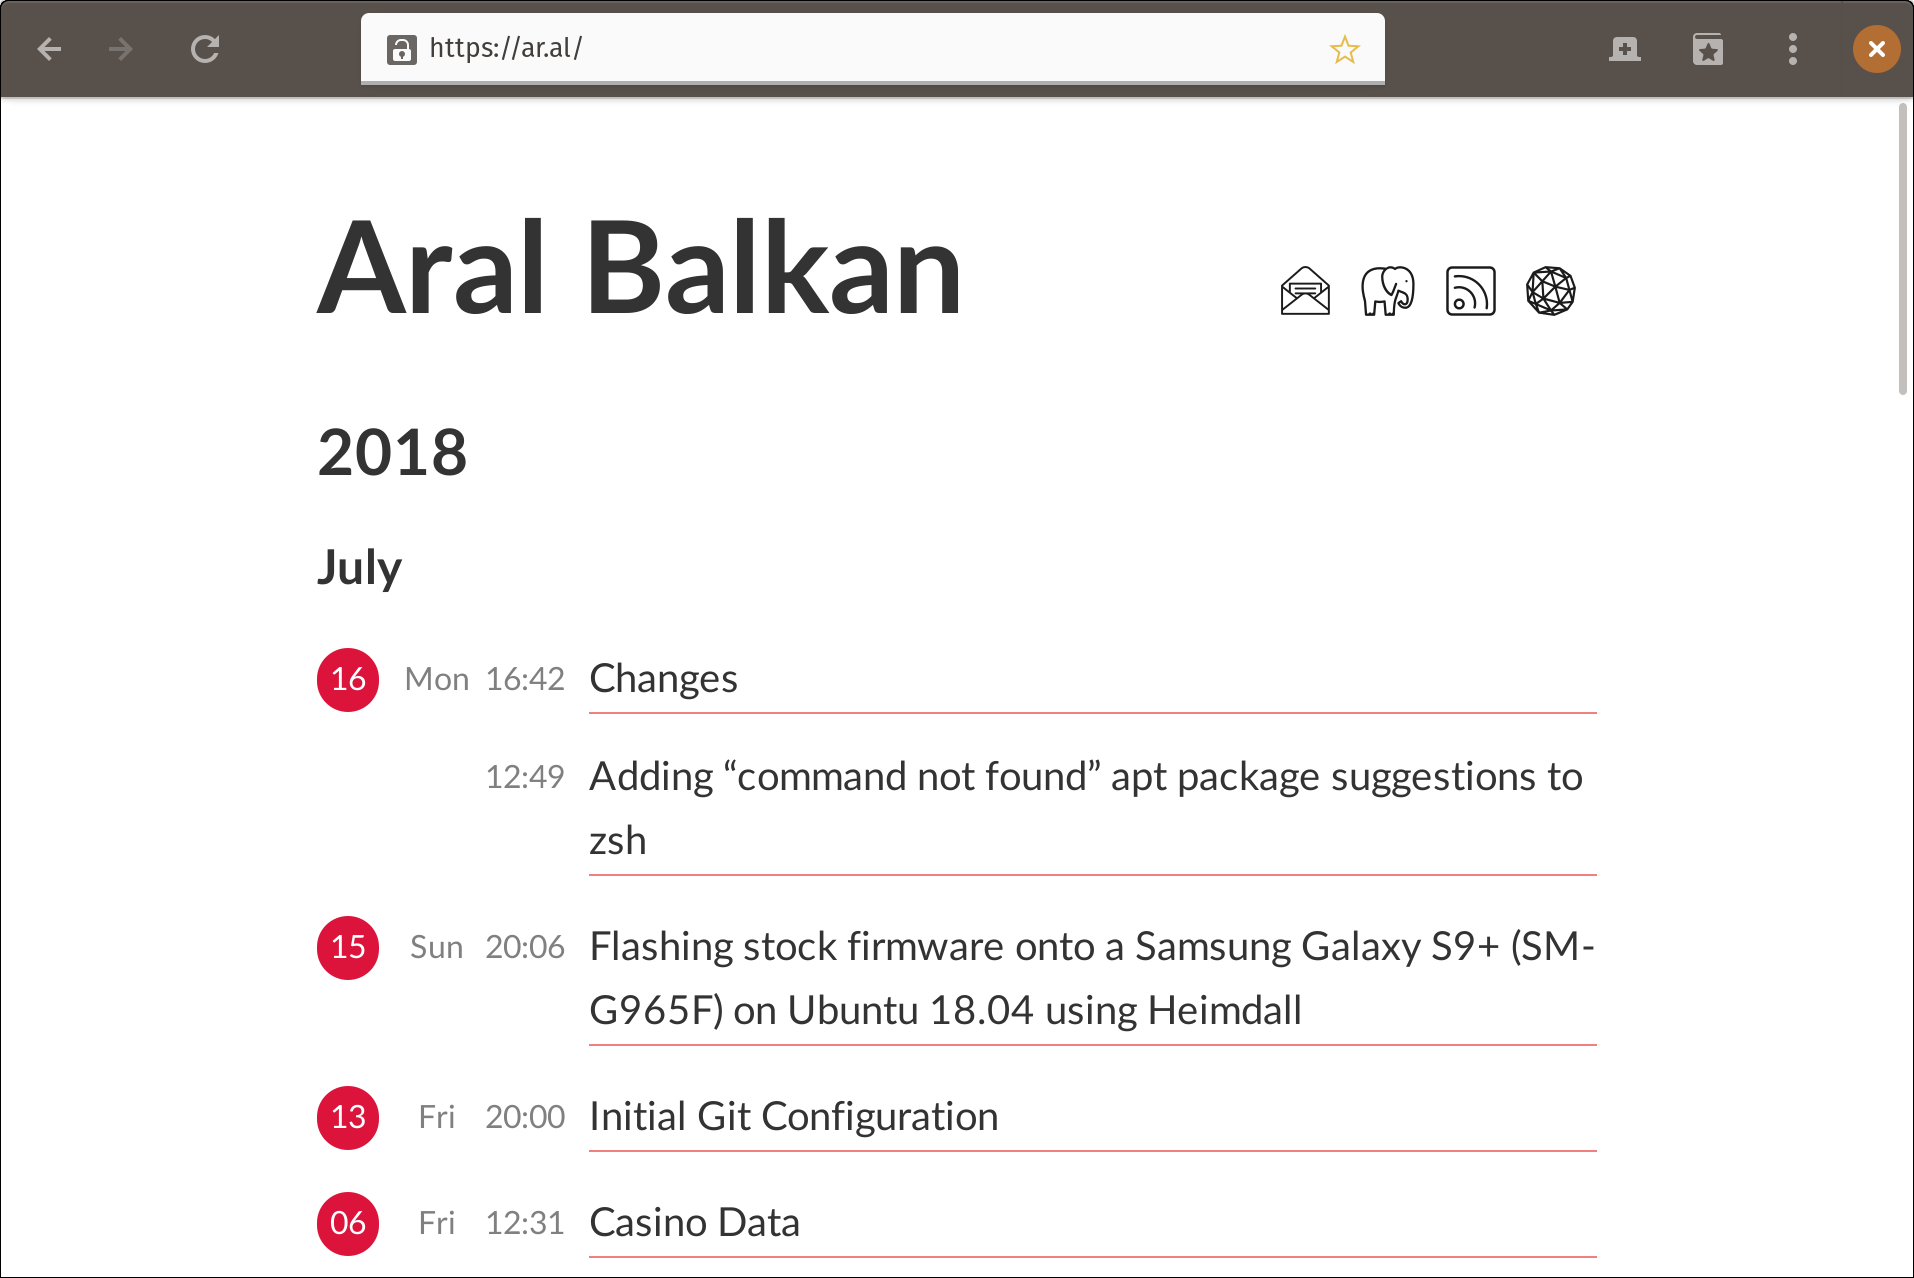 https://ar.al/
Aral Balkan
2018
July
16 Mon 16:42 Changes
12:49 Adding “command not found” apt package suggestions to
zsh
15 Sun 20:06 Flashing stock firmware onto a Samsung Galaxy S9+ (SM-
G965F) on Ubuntu 18.04 using Heimdall
13 Fri 20:00 Initial Git Configuration
06 Fri 12:31 Casino Data